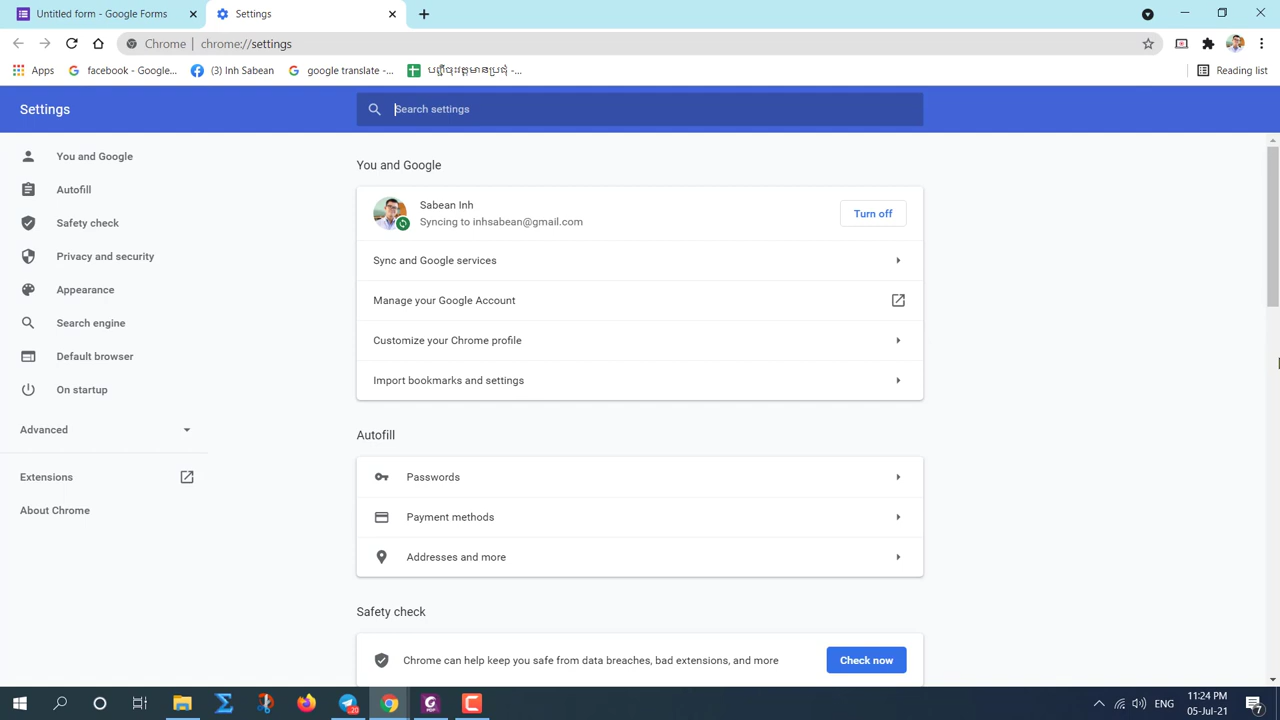 Untitled form - Google Forms
Settings
Chrome | chrome://settings
Apps
facebook - Google...
(3) Inh Sabean
google translate -...
Reading list
Settings
Search settings
You and Google
Autofill
Safety check
Privacy and security
Appearance
Search engine
Default browser
On startup
Advanced
Extensions
About Chrome
You and Google
Sabean Inh
Syncing to inhsabean@gmail.com
Turn off
Sync and Google services
Manage your Google Account
Customize your Chrome profile
Import bookmarks and settings
Autofill
Passwords
Payment methods
Addresses and more
Safety check
Chrome can help keep you safe from data breaches, bad extensions, and more
Check now
20
PDF
ENG
11:24 PM
05-Jul-21
7